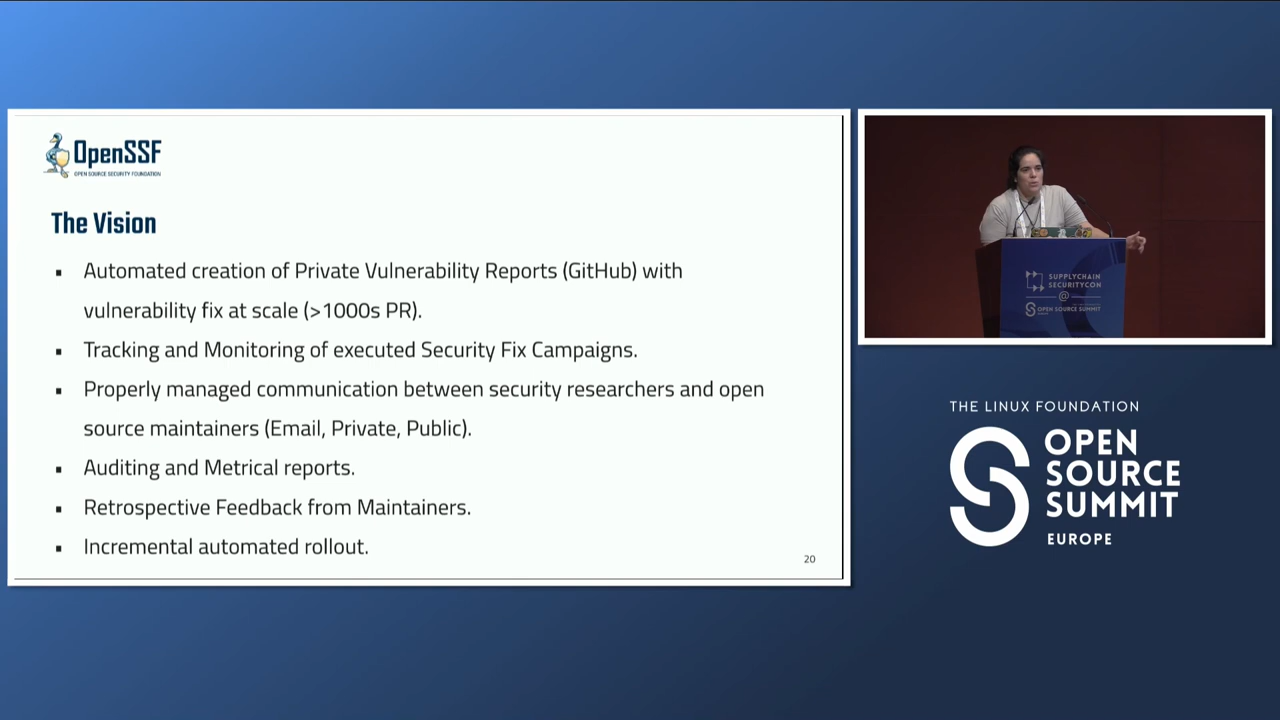 OpenSSF
OPEN SOURCE SECURITY FOUNDATION
The Vision
▪ Automated creation of Private Vulnerability Reports (GitHub) with
vulnerability fix at scale (>1000s PR).
▪ Tracking and Monitoring of executed Security Fix Campaigns.
▪ Properly managed communication between security researchers and open
source maintainers (Email, Private, Public).
▪ Auditing and Metrical reports.
▪ Retrospective Feedback from Maintainers.
▪ Incremental automated rollout.
20
SUPPLYCHAIN
SECURITYCON
@
OPEN SOURCE SUMMIT
THE LINUX FOUNDATION
OPEN
SOURCE
SUMMIT
EUROPE